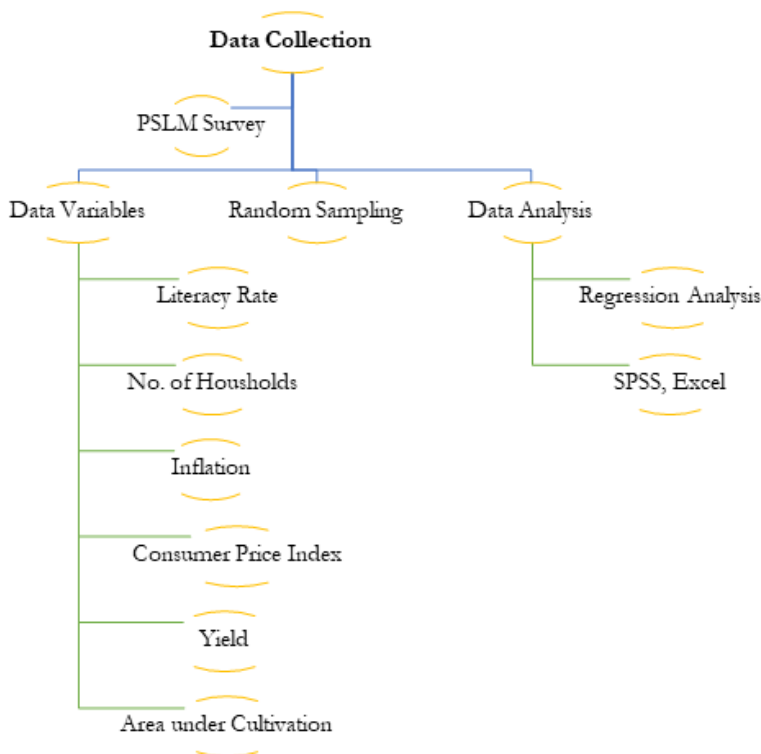 Data Collection
PSLM Survey
Data Variables
Random Sampling
Data Analysis
Literacy Rate
Regression Analysis
No. of Housholds
SPSS, Excel
Inflation
Consumer Price Index
Yield
Area under Cultivation